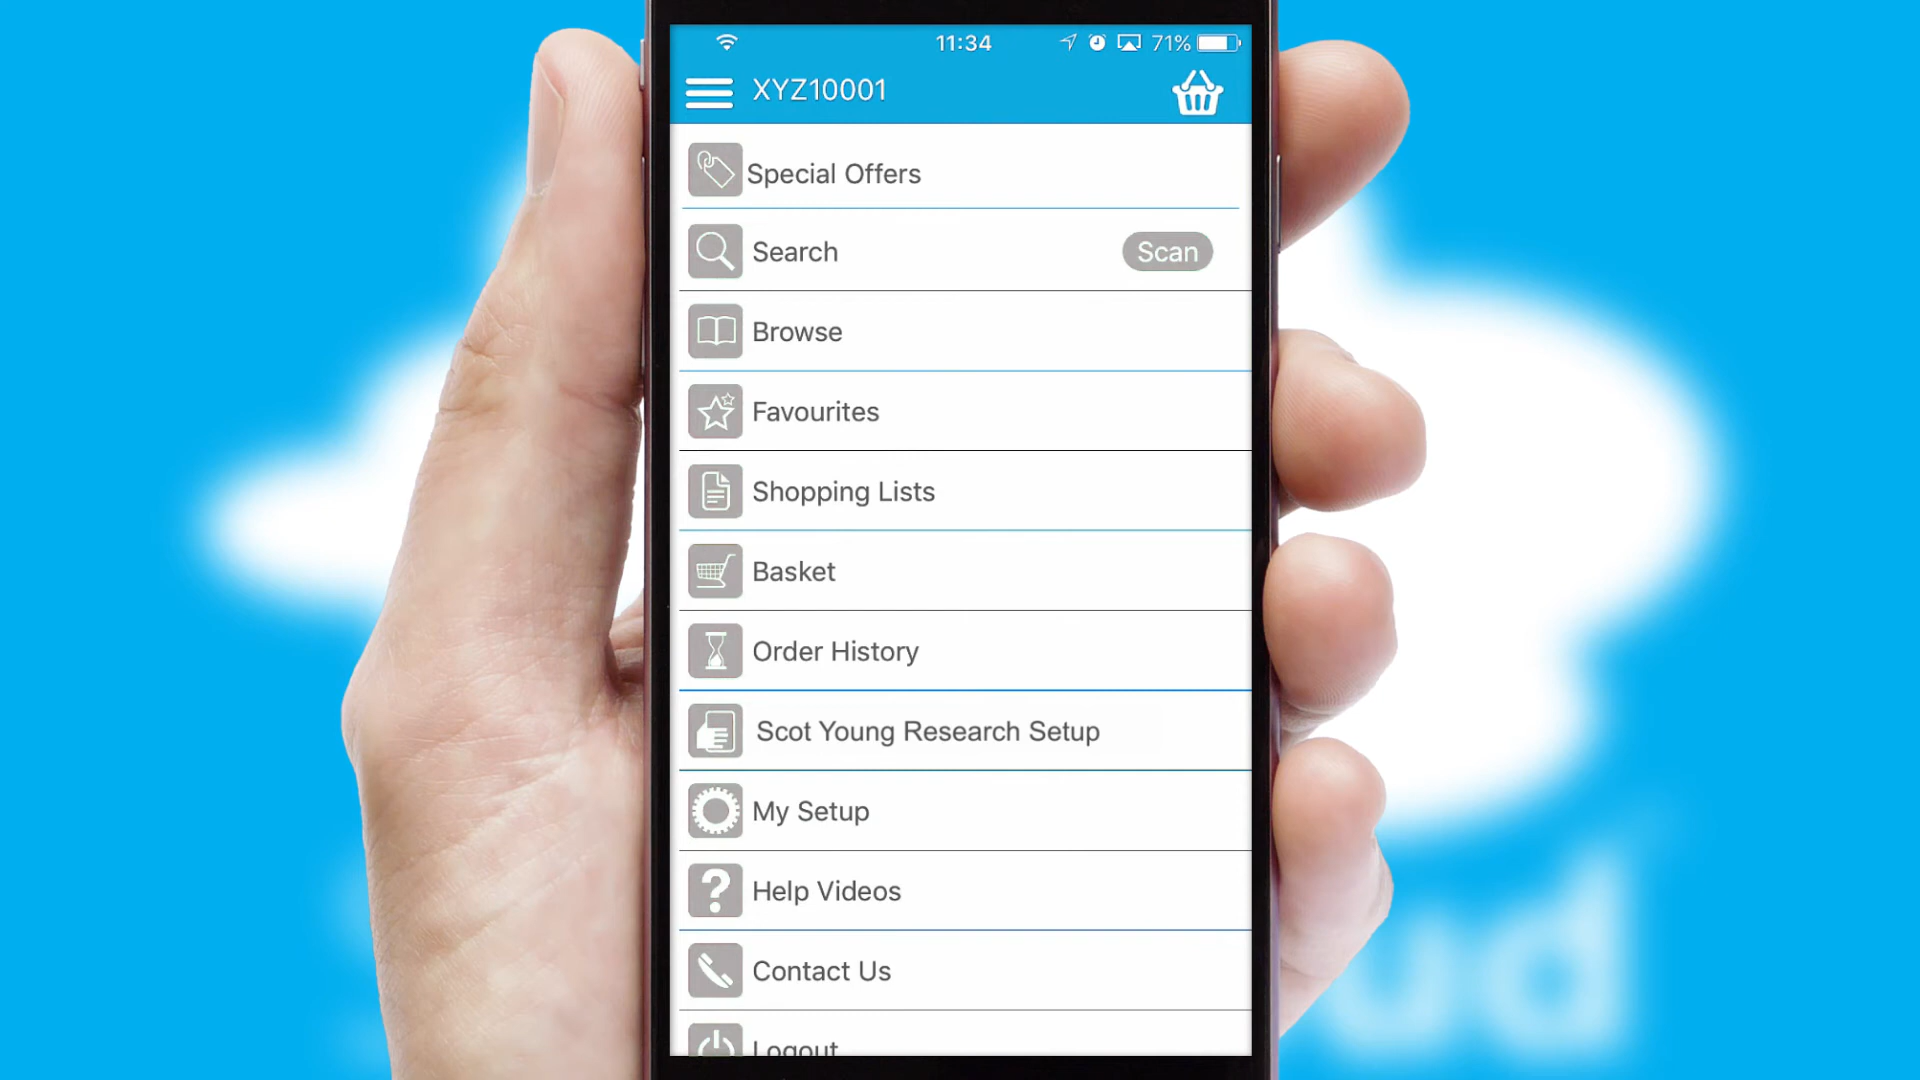 11:34 71%
XYZ10001
Special Offers
Search Scan
Browse
Favourites
Shopping Lists
Basket
Order History
Scot Young Research Setup
My Setup
Help Videos
Contact Us
Logout
ud